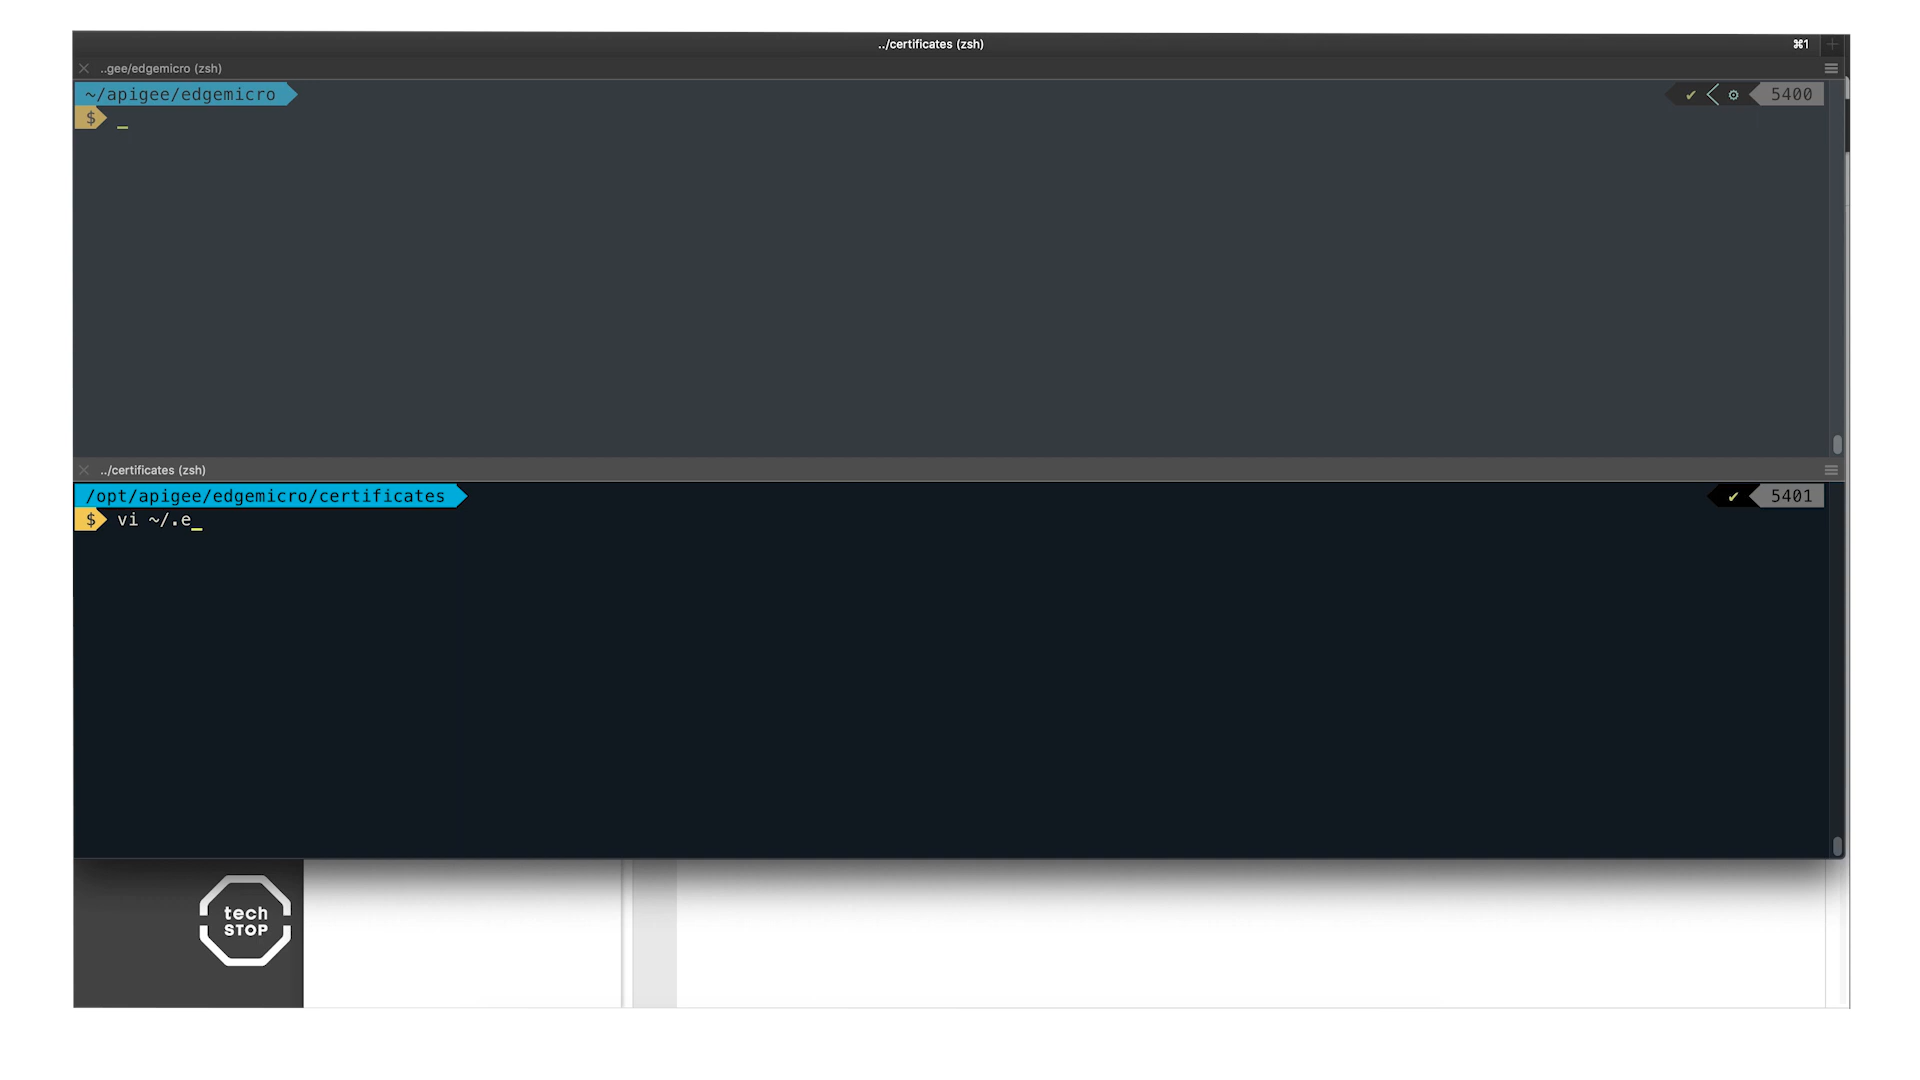 ../certificates (zsh)
⌘1
..gee/edgemicro (zsh)
~/apigee/edgemicro
✔ ⚙ 5400
$ _
../certificates (zsh)
/opt/apigee/edgemicro/certificates
✔ 5401
$ vi ~/.e_
tech
STOP